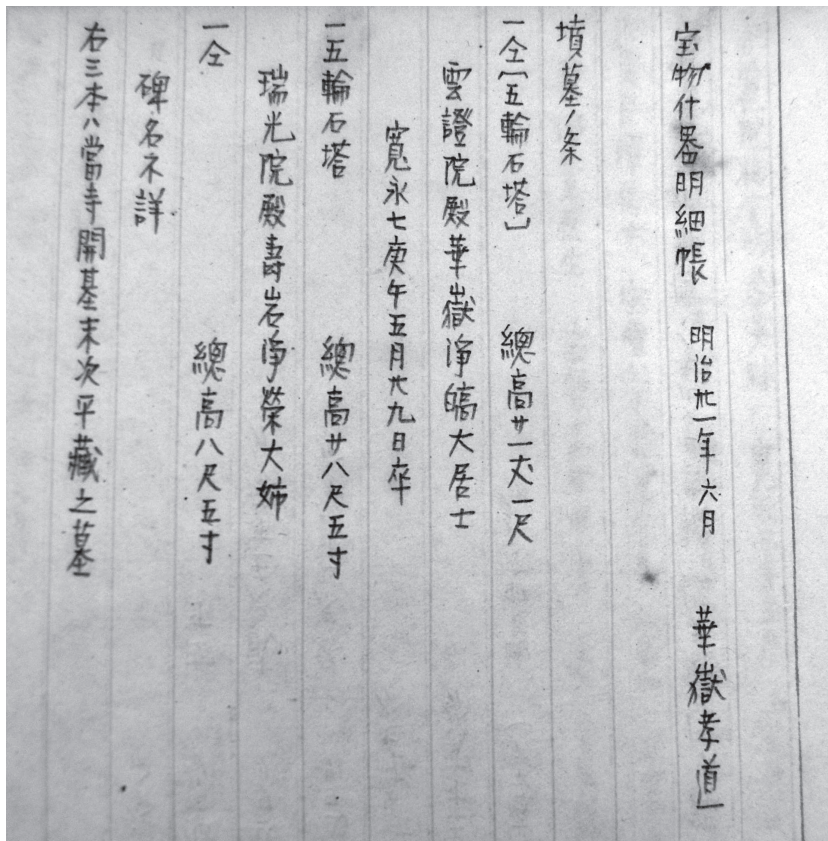 宝物什器明細帳 明治廿一年六月 華嶽孝道
墳墓ノ条
一仝〔五輪石塔〕 總高廿一丈一尺
雲證院殿華嶽浄皜大居士
寛永七庚午五月廿九日卒
一五輪石塔 總高廿八尺五寸
瑞光院殿壽岩浄榮大姉
一仝 總高八尺五寸
碑名不詳
右三本ハ當寺開基末次平藏之墓